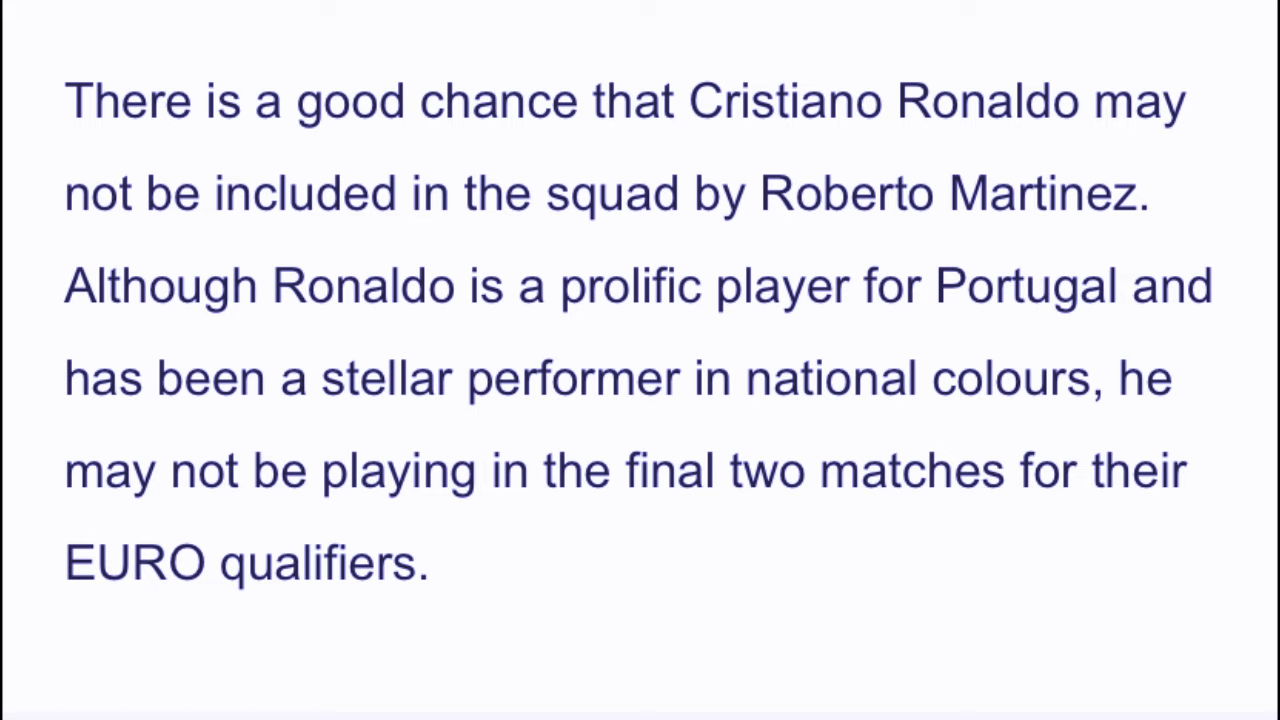 There is a good chance that Cristiano Ronaldo may
not be included in the squad by Roberto Martinez.
Although Ronaldo is a prolific player for Portugal and
has been a stellar performer in national colours, he
may not be playing in the final two matches for their
EURO qualifiers.